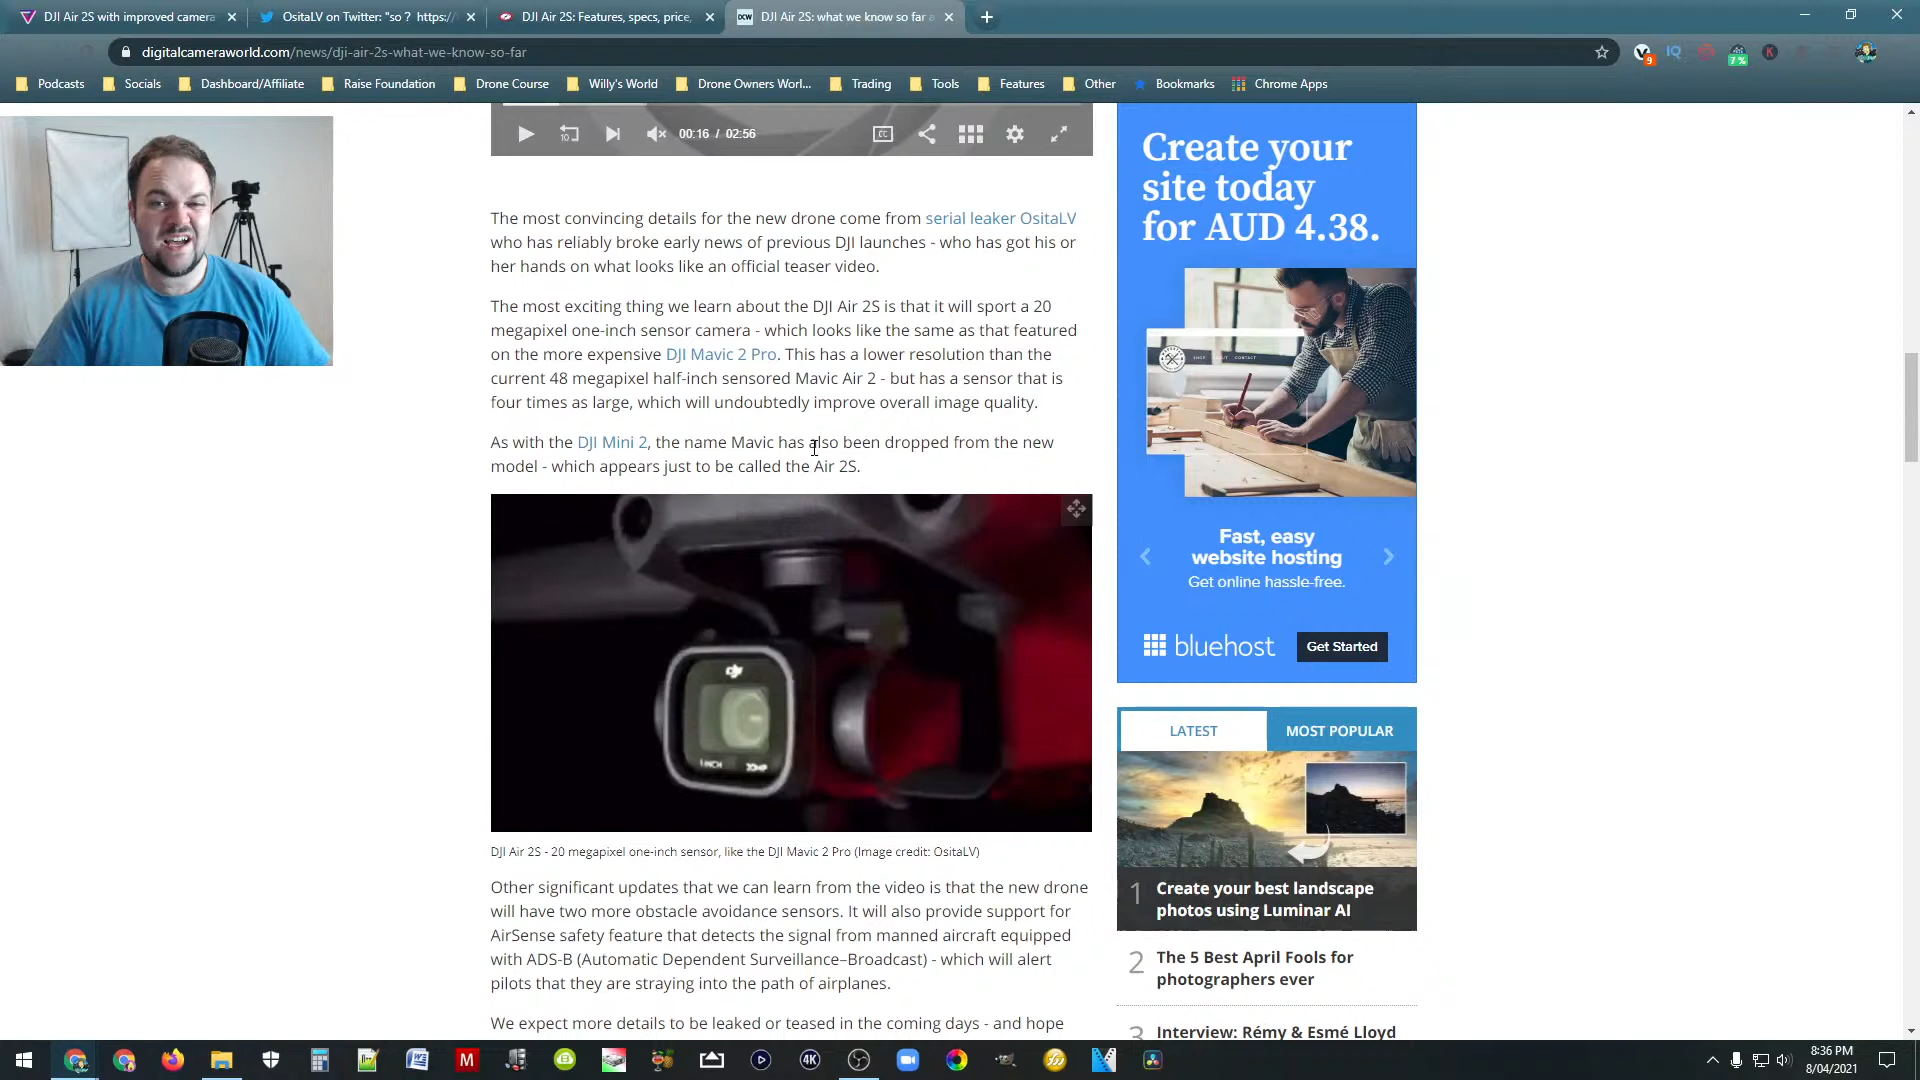 DJI Air 2S with improved camera
OsitaLV on Twitter: "so ? https://
DJI Air 2S: Features, specs, price,
DCW
DJI Air 2S: what we know so far a
digitalcameraworld.com/news/dji-air-2s-what-we-know-so-far
9
IQ
7 %
K
Podcasts
Socials
Dashboard/Affiliate
Raise Foundation
Drone Course
Willy's World
Drone Owners Worl...
Trading
Tools
Features
Other
Bookmarks
Chrome Apps
10
00:16 / 02:56
CC
The most convincing details for the new drone come from serial leaker OsitaLV
who has reliably broke early news of previous DJI launches - who has got his or
her hands on what looks like an official teaser video.
The most exciting thing we learn about the DJI Air 2S is that it will sport a 20
megapixel one-inch sensor camera - which looks like the same as that featured
on the more expensive DJI Mavic 2 Pro. This has a lower resolution than the
current 48 megapixel half-inch sensored Mavic Air 2 - but has a sensor that is
four times as large, which will undoubtedly improve overall image quality.
As with the DJI Mini 2, the name Mavic has also been dropped from the new
model - which appears just to be called the Air 2S.
dji
1 INCH 20MP
DJI Air 2S - 20 megapixel one-inch sensor, like the DJI Mavic 2 Pro (Image credit: OsitaLV)
Other significant updates that we can learn from the video is that the new drone
will have two more obstacle avoidance sensors. It will also provide support for
AirSense safety feature that detects the signal from manned aircraft equipped
with ADS-B (Automatic Dependent Surveillance–Broadcast) - which will alert
pilots that they are straying into the path of airplanes.
We expect more details to be leaked or teased in the coming days - and hope
Create your
site today
for AUD 4.38.
Fast, easy
website hosting
Get online hassle-free.
bluehost
Get Started
LATEST
MOST POPULAR
1
Create your best landscape
photos using Luminar AI
2
The 5 Best April Fools for
photographers ever
3
Interview: Rémy & Esmé Lloyd
W
M
4K
8:36 PM
8/04/2021